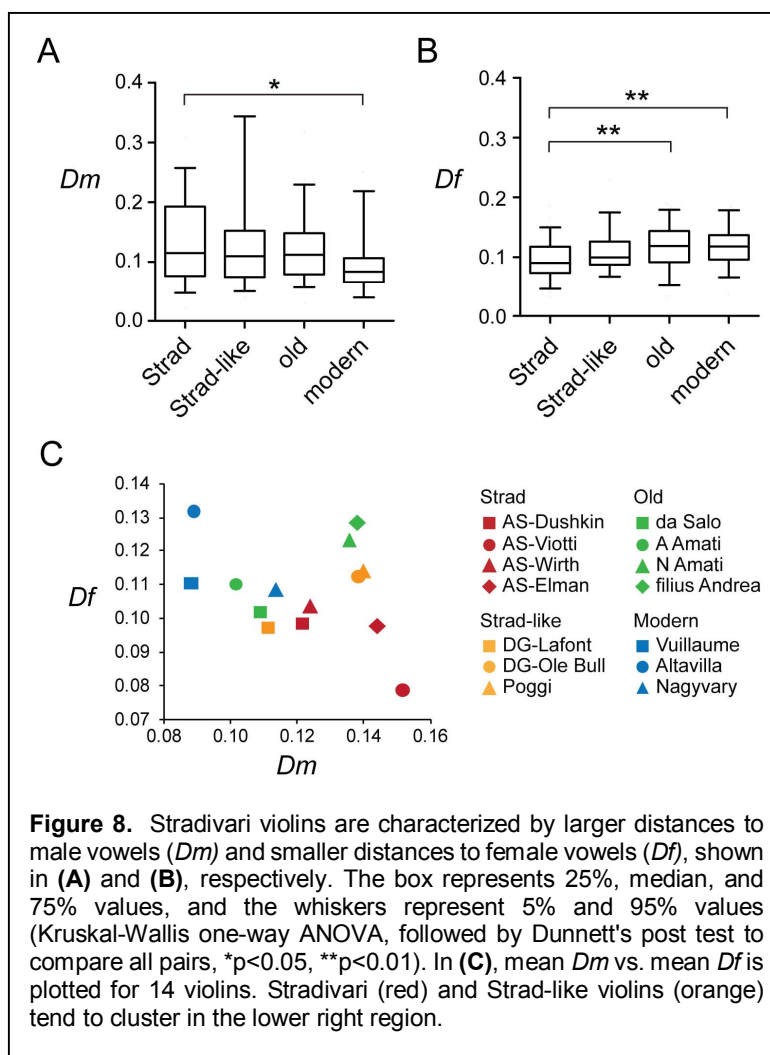 A
B
*
**
**
0.4
0.3
0.2
0.1
0.0
Dm
Strad
Strad-like
old
modern
0.4
0.3
0.2
0.1
0.0
Df
Strad
Strad-like
old
modern
C
0.14
0.13
0.12
0.11
0.10
0.09
0.08
0.07
Df
0.08 0.10 0.12 0.14 0.16
Dm
Strad
AS-Dushkin
AS-Viotti
AS-Wirth
AS-Elman
Strad-like
DG-Lafont
DG-Ole Bull
Poggi
Old
da Salo
A Amati
N Amati
filius Andrea
Modern
Vuillaume
Altavilla
Nagyvary
Figure 8. Stradivari violins are characterized by larger distances to
male vowels (Dm) and smaller distances to female vowels (Df), shown
in (A) and (B), respectively. The box represents 25%, median, and
75% values, and the whiskers represent 5% and 95% values
(Kruskal-Wallis one-way ANOVA, followed by Dunnett's post test to
compare all pairs, *p<0.05, **p<0.01). In (C), mean Dm vs. mean Df is
plotted for 14 violins. Stradivari (red) and Strad-like violins (orange)
tend to cluster in the lower right region.